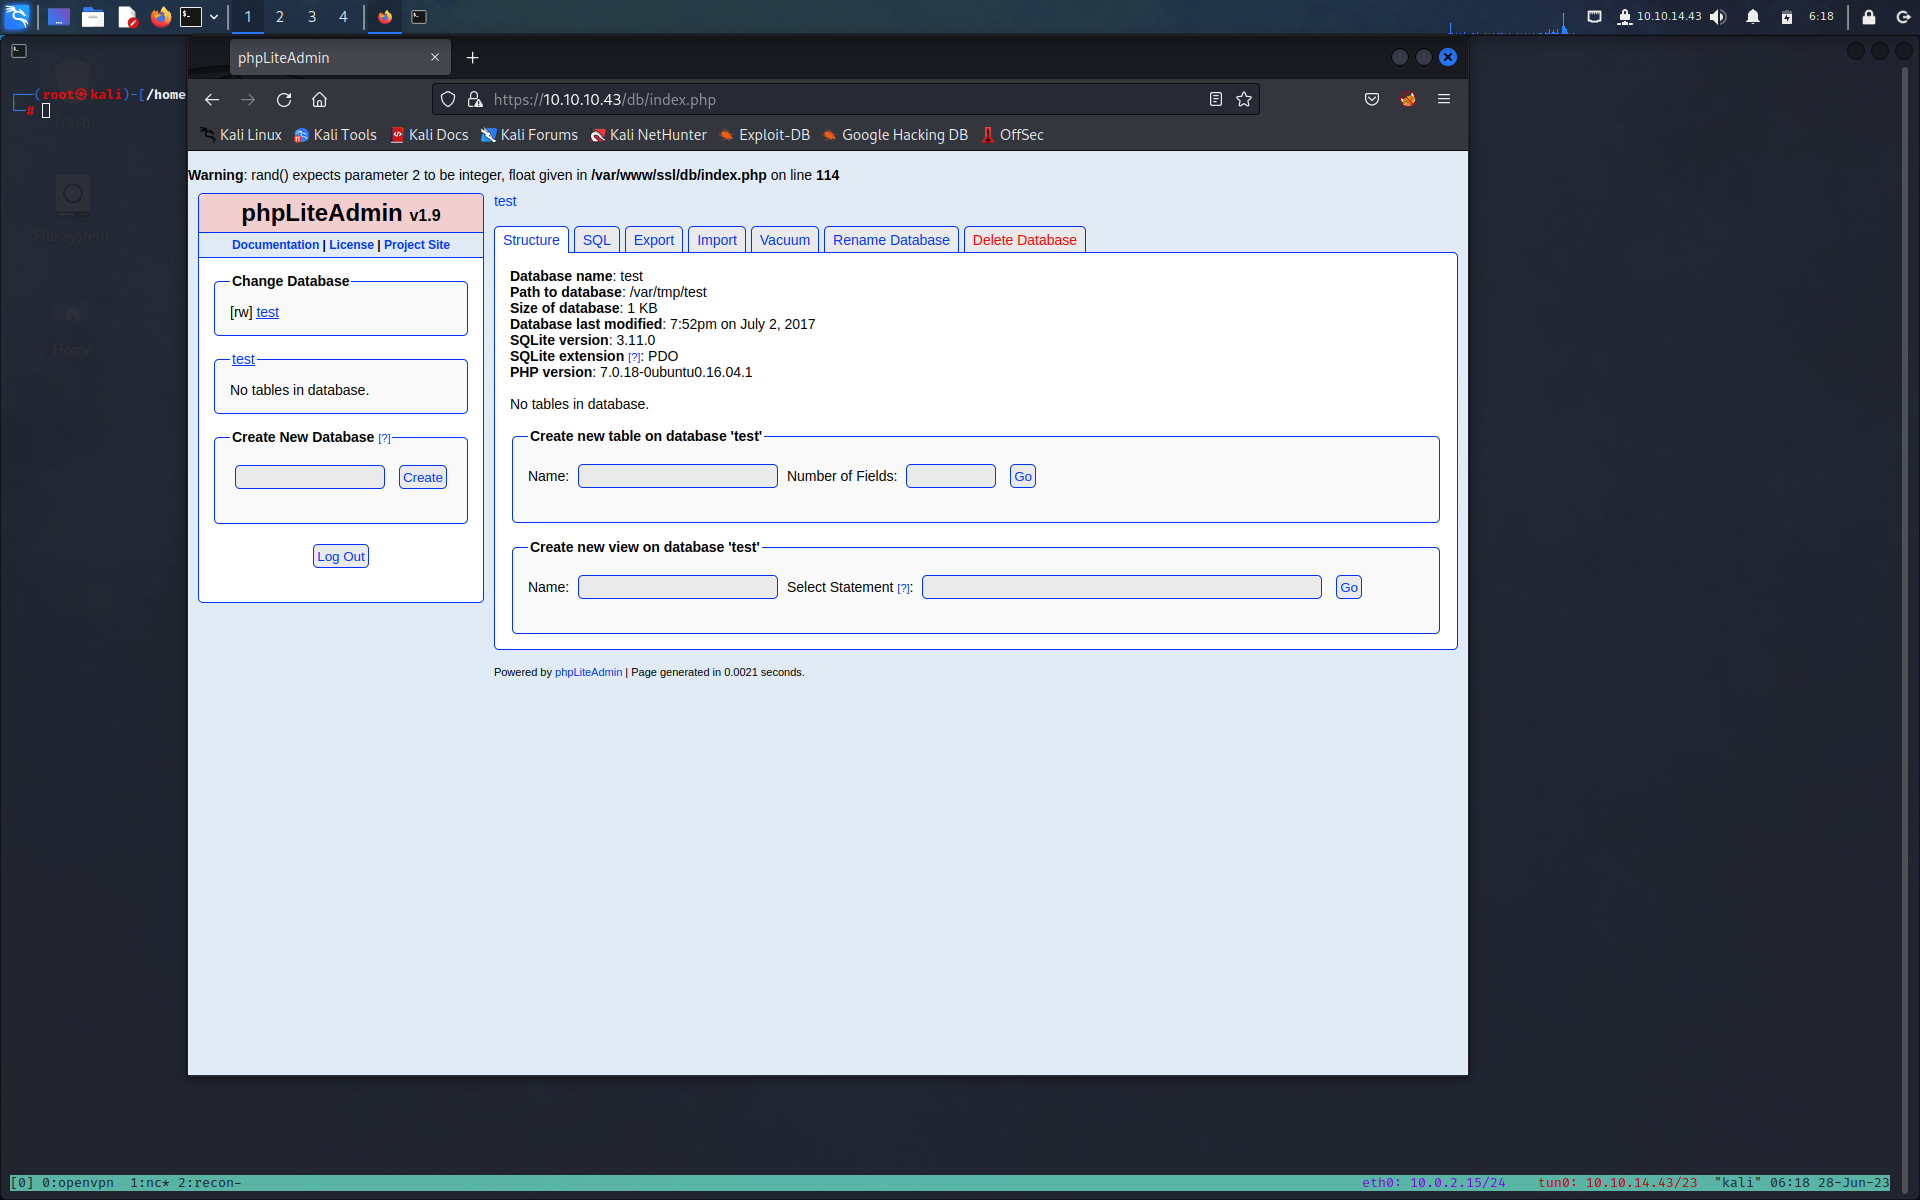 1 2 3 4
10.10.14.43
6:18
phpLiteAdmin
┌──(root㉿kali)-[/home
└─#
Trash
https://10.10.10.43/db/index.php
Kali Linux Kali Tools Kali Docs Kali Forums Kali NetHunter Exploit-DB Google Hacking DB OffSec
Warning: rand() expects parameter 2 to be integer, float given in /var/www/ssl/db/index.php on line 114
phpLiteAdmin v1.9
Documentation | License | Project Site
Change Database
[rw] test
test
No tables in database.
Create New Database [?]
Create
Log Out
File System
Home
test
Structure SQL Export Import Vacuum Rename Database Delete Database
Database name: test
Path to database: /var/tmp/test
Size of database: 1 KB
Database last modified: 7:52pm on July 2, 2017
SQLite version: 3.11.0
SQLite extension [?]: PDO
PHP version: 7.0.18-0ubuntu0.16.04.1
No tables in database.
Create new table on database 'test'
Name: Number of Fields: Go
Create new view on database 'test'
Name: Select Statement [?]: Go
Powered by phpLiteAdmin | Page generated in 0.0021 seconds.
[0] 0:openvpn 1:nc* 2:recon- eth0: 10.0.2.15/24 tun0: 10.10.14.43/23 "kali" 06:18 28-Jun-23